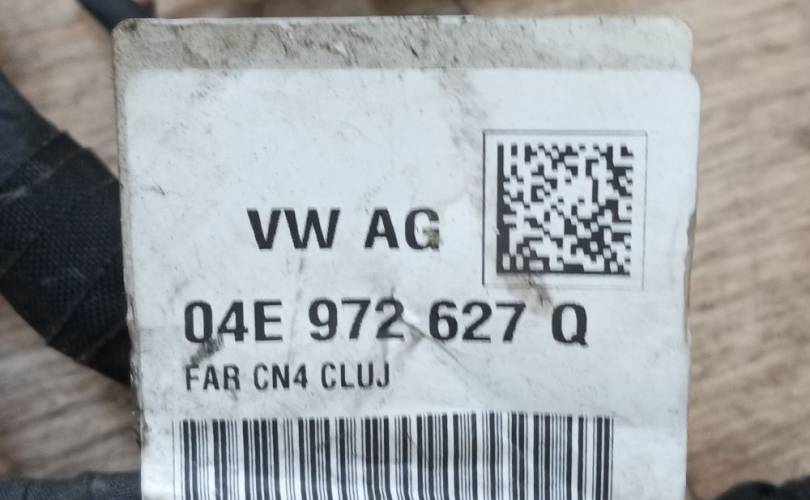 VW AG
04E 972 627 Q
FAR CN4 CLUJ